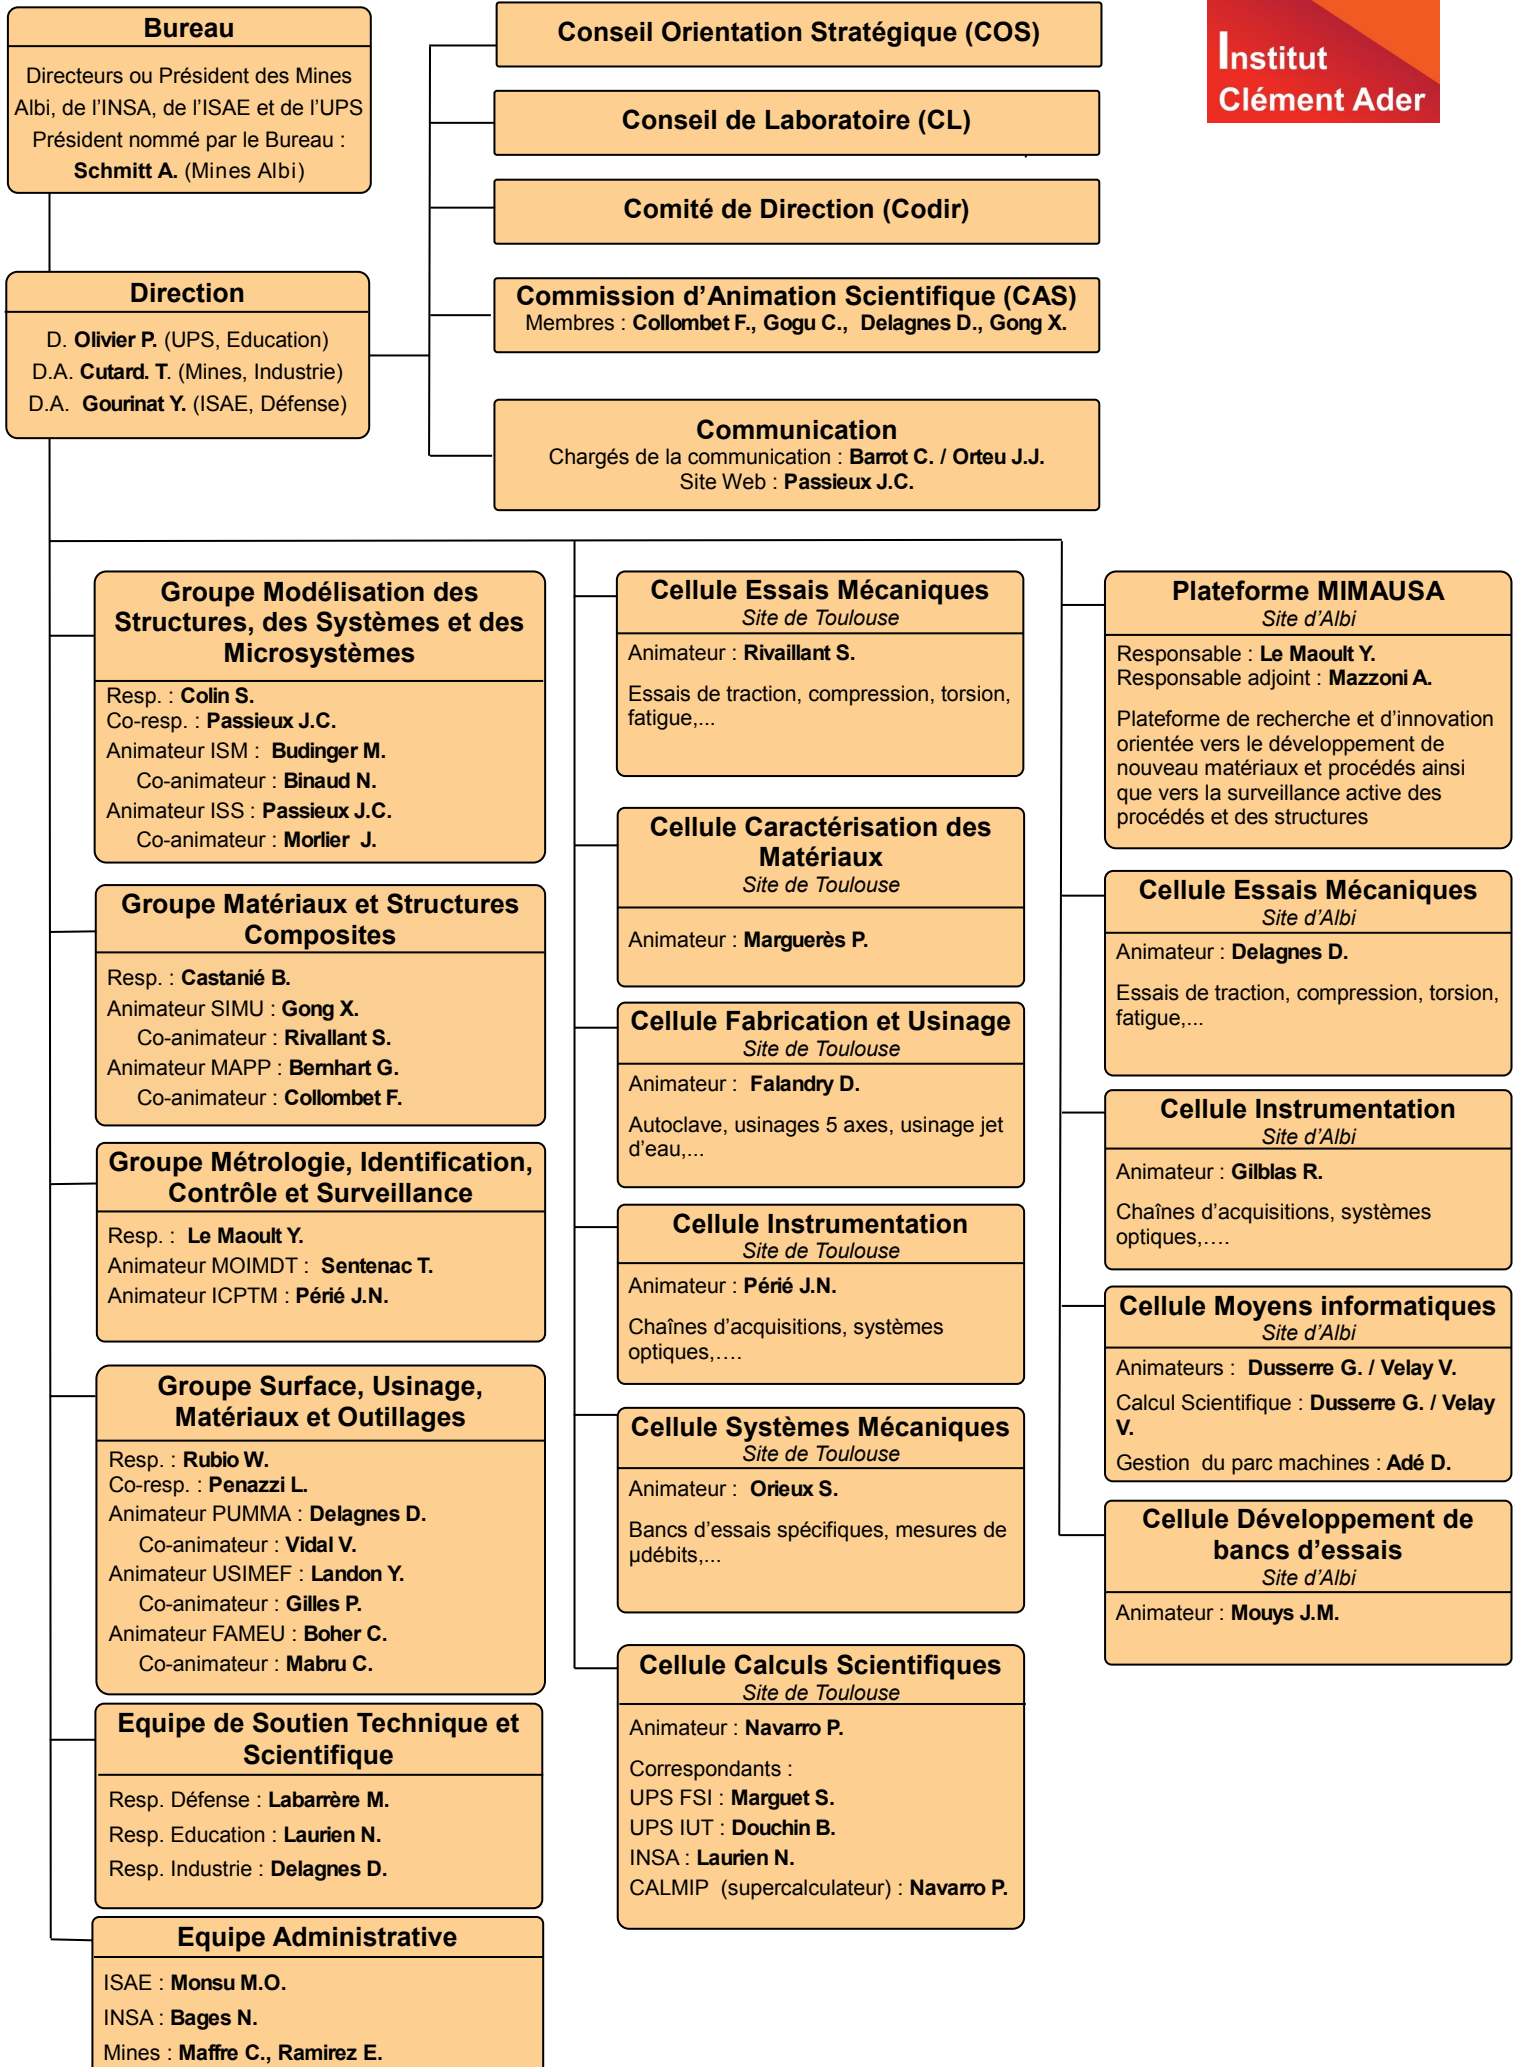 Bureau
Directeurs ou Président des Mines
Albi, de l'INSA, de l'ISAE et de l'UPS
Président nommé par le Bureau :
Schmitt A. (Mines Albi)
Conseil Orientation Stratégique (COS)
Conseil de Laboratoire (CL)
Comité de Direction (Codir)
Institut
Clément Ader
Direction
D. Olivier P. (UPS, Education)
D.A. Cutard. T. (Mines, Industrie)
D.A. Gourinat Y. (ISAE, Défense)
Commission d'Animation Scientifique (CAS)
Membres : Collombet F., Gogu C., Delagnes D., Gong X.
Communication
Chargés de la communication : Barrot C. / Orteu J.J.
Site Web : Passieux J.C.
Groupe Modélisation des
Structures, des Systèmes et des
Microsystèmes
Resp. : Colin S.
Co-resp. : Passieux J.C.
Animateur ISM : Budinger M.
Co-animateur : Binaud N.
Animateur ISS : Passieux J.C.
Co-animateur : Morlier J.
Groupe Matériaux et Structures
Composites
Resp. : Castanié B.
Animateur SIMU : Gong X.
Co-animateur : Rivallant S.
Animateur MAPP : Bernhart G.
Co-animateur : Collombet F.
Groupe Métrologie, Identification,
Contrôle et Surveillance
Resp. : Le Maoult Y.
Animateur MOIMDT : Sentenac T.
Animateur ICPTM : Périé J.N.
Groupe Surface, Usinage,
Matériaux et Outillages
Resp. : Rubio W.
Co-resp. : Penazzi L.
Animateur PUMMA : Delagnes D.
Co-animateur : Vidal V.
Animateur USIMEF : Landon Y.
Co-animateur : Gilles P.
Animateur FAMEU : Boher C.
Co-animateur : Mabru C.
Equipe de Soutien Technique et
Scientifique
Resp. Défense : Labarrère M.
Resp. Education : Laurien N.
Resp. Industrie : Delagnes D.
Equipe Administrative
ISAE : Monsu M.O.
INSA : Bages N.
Mines : Maffre C., Ramirez E.
Cellule Essais Mécaniques
Site de Toulouse
Animateur : Rivaillant S.
Essais de traction, compression, torsion,
fatigue,...
Cellule Caractérisation des
Matériaux
Site de Toulouse
Animateur : Marguerès P.
Cellule Fabrication et Usinage
Site de Toulouse
Animateur : Falandry D.
Autoclave, usinages 5 axes, usinage jet
d'eau,...
Cellule Instrumentation
Site de Toulouse
Animateur : Périé J.N.
Chaînes d'acquisitions, systèmes
optiques,….
Cellule Systèmes Mécaniques
Site de Toulouse
Animateur : Orieux S.
Bancs d'essais spécifiques, mesures de
µdébits,...
Cellule Calculs Scientifiques
Site de Toulouse
Animateur : Navarro P.
Correspondants :
UPS FSI : Marguet S.
UPS IUT : Douchin B.
INSA : Laurien N.
CALMIP (supercalculateur) : Navarro P.
Plateforme MIMAUSA
Site d'Albi
Responsable : Le Maoult Y.
Responsable adjoint : Mazzoni A.
Plateforme de recherche et d'innovation
orientée vers le développement de
nouveau matériaux et procédés ainsi
que vers la surveillance active des
procédés et des structures
Cellule Essais Mécaniques
Site d'Albi
Animateur : Delagnes D.
Essais de traction, compression, torsion,
fatigue,...
Cellule Instrumentation
Site d'Albi
Animateur : Gilblas R.
Chaînes d'acquisitions, systèmes
optiques,….
Cellule Moyens informatiques
Site d'Albi
Animateurs : Dusserre G. / Velay V.
Calcul Scientifique : Dusserre G. / Velay
V.
Gestion du parc machines : Adé D.
Cellule Développement de
bancs d'essais
Site d'Albi
Animateur : Mouys J.M.